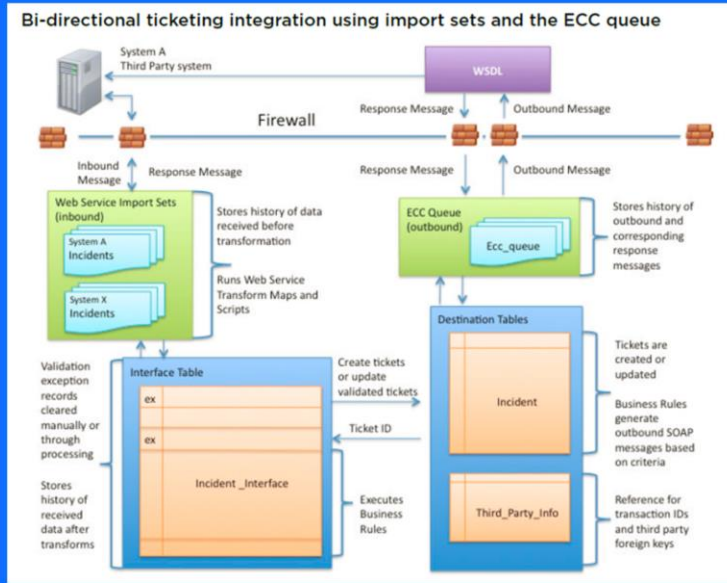 Bi-directional ticketing integration using import sets and the ECC queue
System A
Third Party system
WSDL
Response Message
Outbound Message
Firewall
Inbound
Message
Response Message
Response Message
Outbound Message
Web Service Import Sets
(inbound)
System A
Incidents
System X
Incidents
Stores history of data
received before
transformation
Runs Web Service
Transform Maps and
Scripts
ECC Queue
(outbound)
Ecc_queue
Stores history of
outbound and
corresponding
response
messages
Validation
exception
records
cleared
manually or
through
processing
Stores
history of
received
data after
transforms
Interface Table
ex
ex
Incident _Interface
Create tickets
or update
validated tickets
Ticket ID
Executes
Business
Rules
Destination Tables
Incident
Third_Party_Info
Tickets are
created or
updated
Business Rules
generate
outbound SOAP
messages based
on criteria
Reference for
transaction IDs
and third party
foreign keys